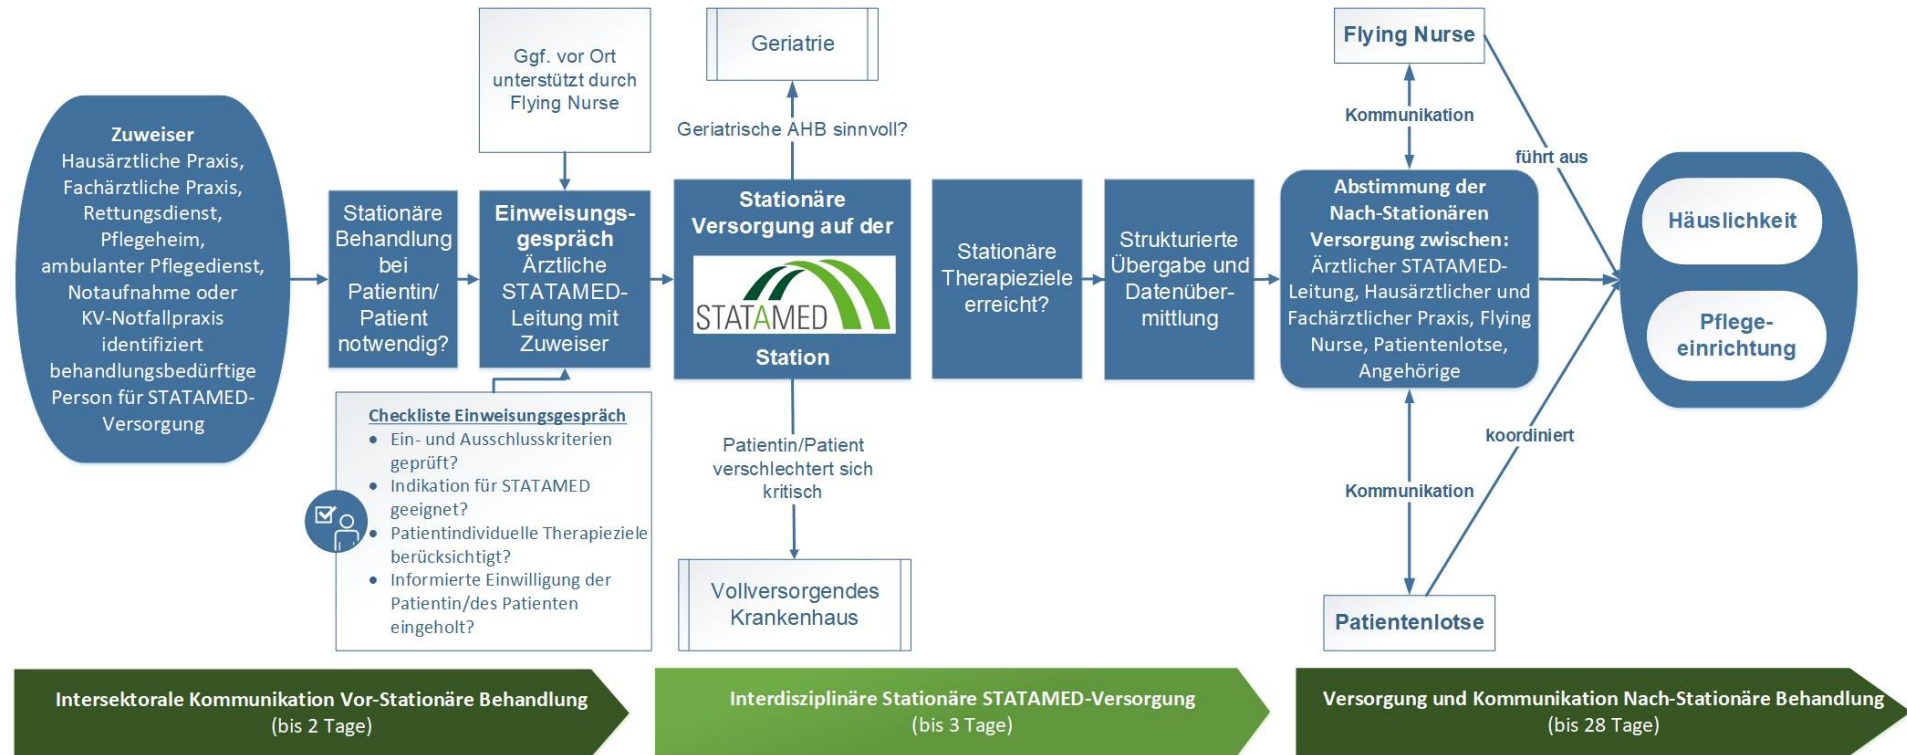 Zuweiser
Hausärztliche Praxis,
Fachärztliche Praxis,
Rettungsdienst,
Pflegeheim,
ambulanter Pflegedienst,
Notaufnahme oder
KV-Notfallpraxis
identifiziert
behandlungsbedürftige
Person für STATAMED-
Versorgung
Stationäre
Behandlung
bei
Patientin/
Patient
notwendig?
Ggf. vor Ort
unterstützt durch
Flying Nurse
Einweisungs-
gespräch
Ärztliche
STATAMED-
Leitung mit
Zuweiser
Checkliste Einweisungsgespräch
• Ein- und Ausschlusskriterien
geprüft?
• Indikation für STATAMED
geeignet?
• Patientindividuelle Therapieziele
berücksichtigt?
• Informierte Einwilligung der
Patientin/des Patienten
eingeholt?
Geriatrie
Geriatrische AHB sinnvoll?
Stationäre
Versorgung auf der
STATAMED
Station
Patientin/Patient
verschlechtert sich
kritisch
Vollversorgendes
Krankenhaus
Stationäre
Therapieziele
erreicht?
Strukturierte
Übergabe und
Datenüber-
mittlung
Flying Nurse
Kommunikation
führt aus
Abstimmung der
Nach-Stationären
Versorgung zwischen:
Ärztlicher STATAMED-
Leitung, Hausärztlicher und
Fachärztlicher Praxis, Flying
Nurse, Patientenlotse,
Angehörige
Kommunikation
koordiniert
Patientenlotse
Häuslichkeit
Pflege-
einrichtung
Intersektorale Kommunikation Vor-Stationäre Behandlung
(bis 2 Tage)
Interdisziplinäre Stationäre STATAMED-Versorgung
(bis 3 Tage)
Versorgung und Kommunikation Nach-Stationäre Behandlung
(bis 28 Tage)